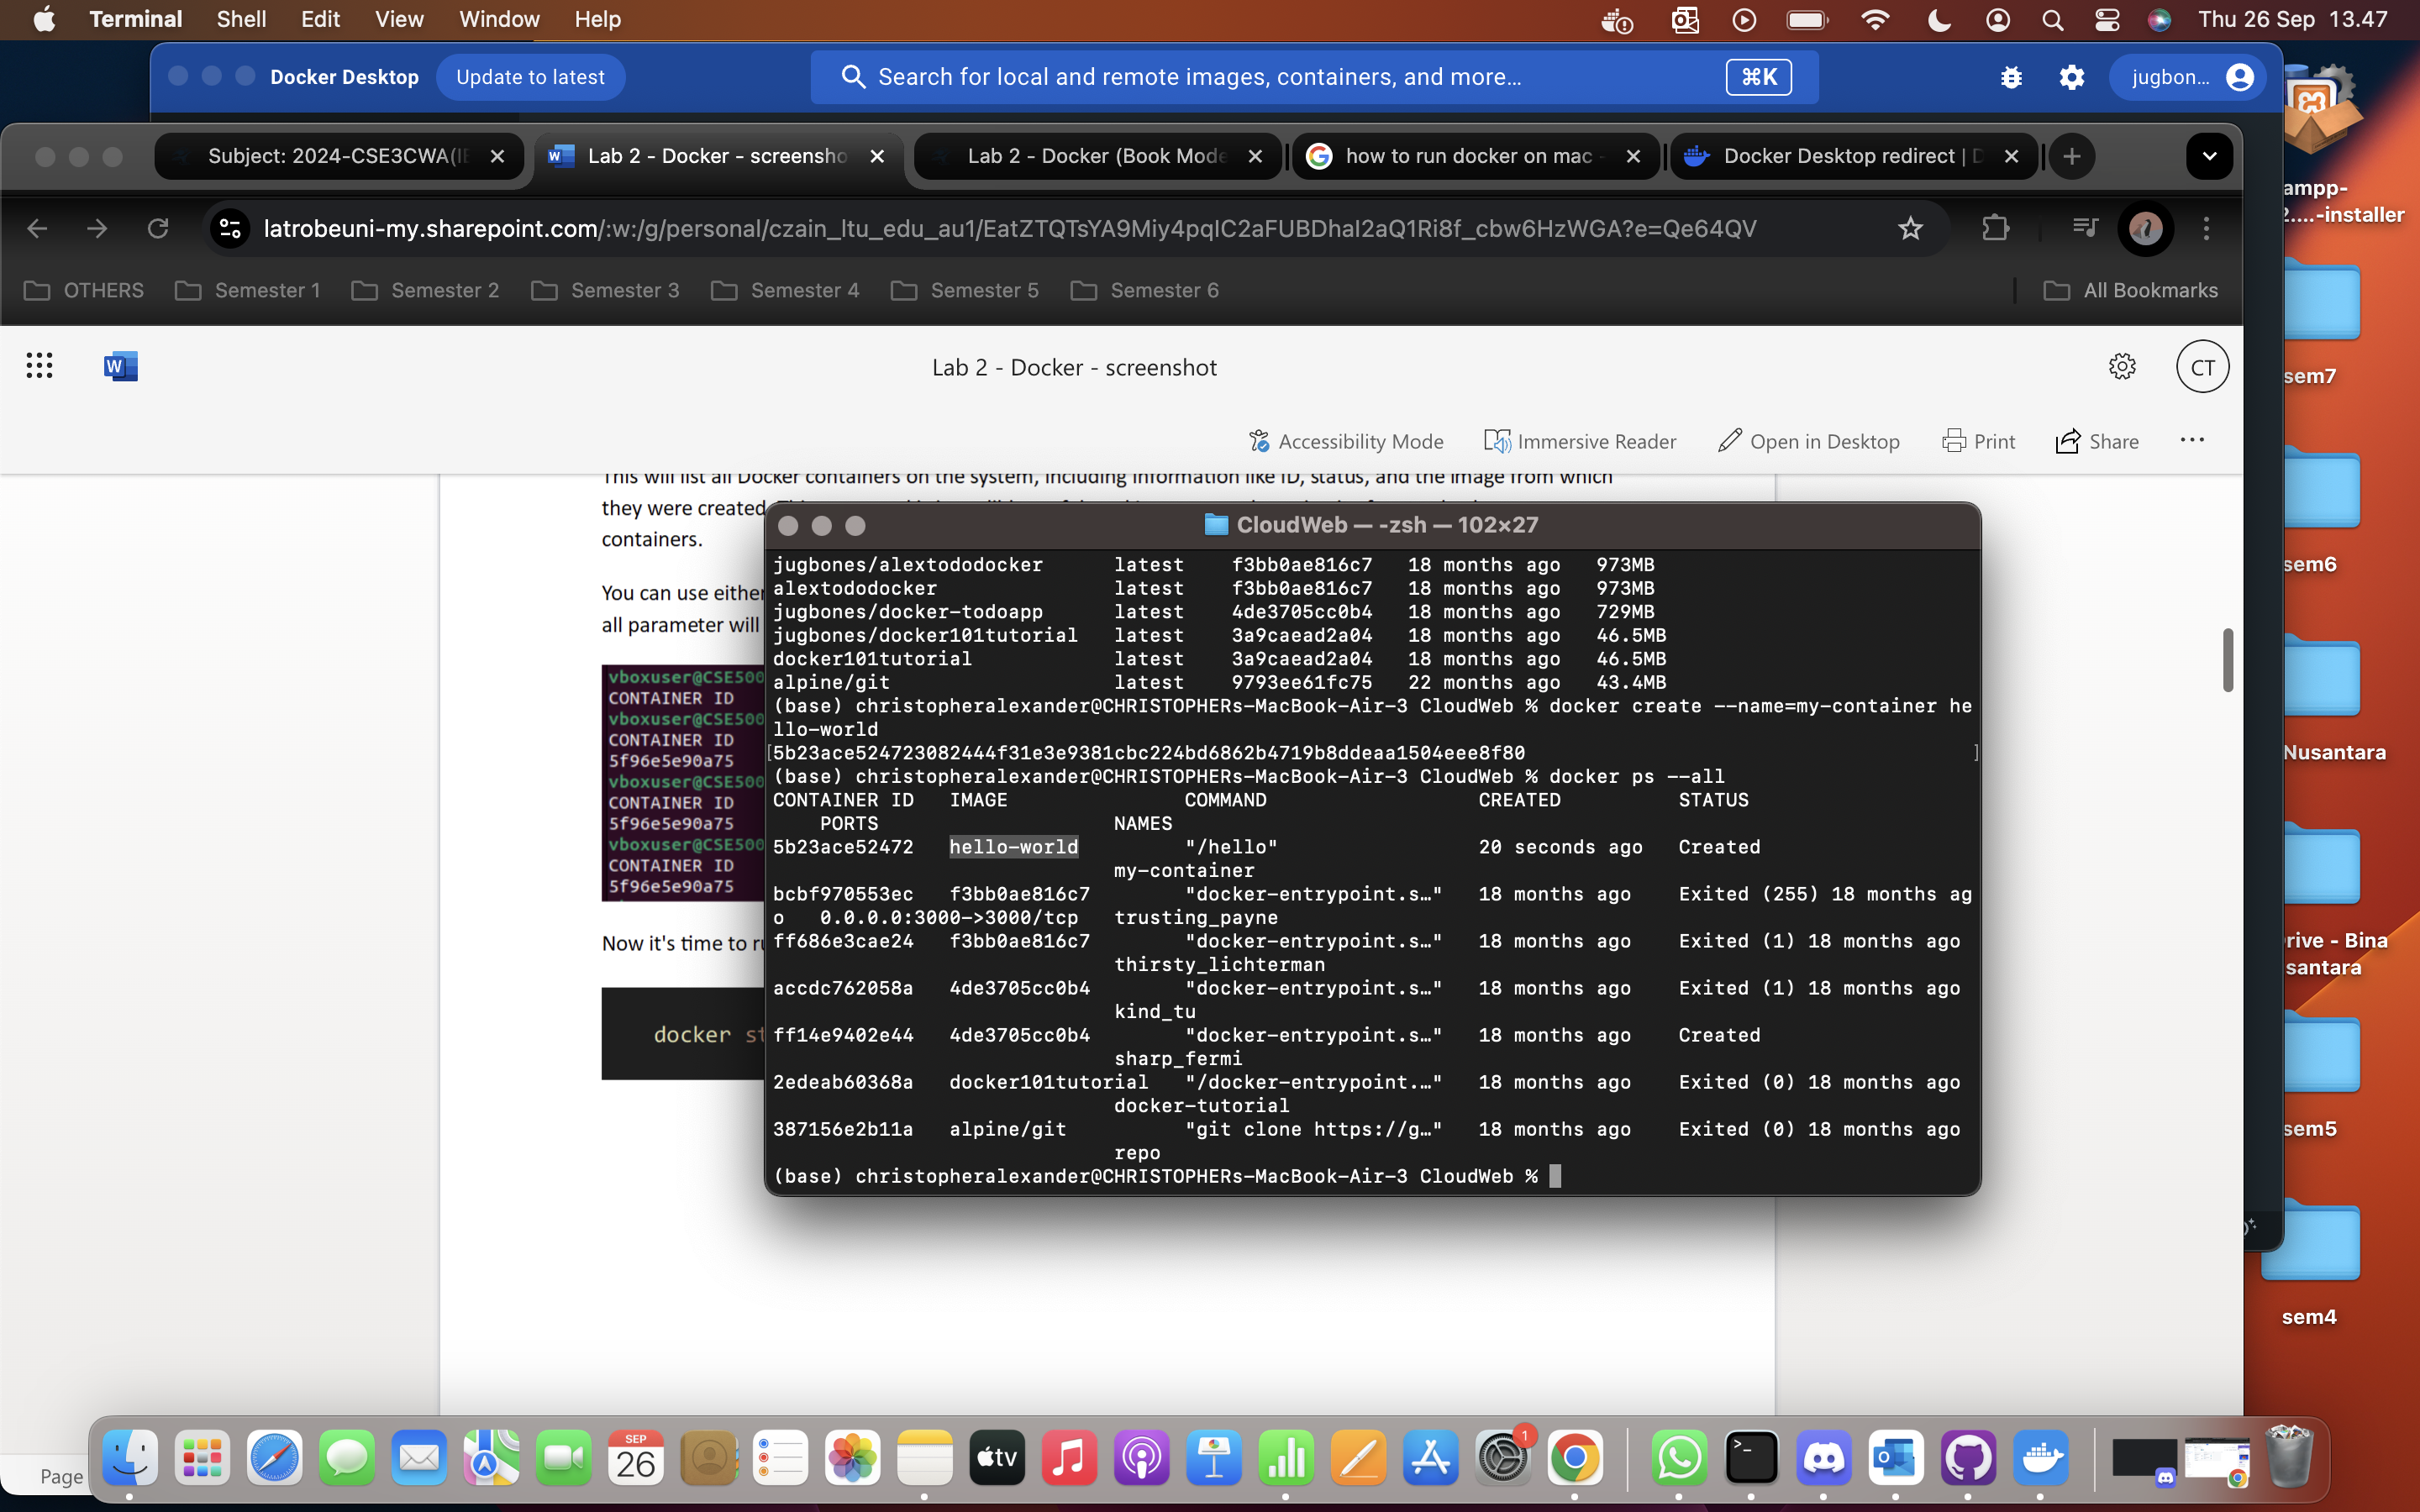 Terminal Shell Edit View Window Help Thu 26 Sep 13.47
Docker Desktop Update to latest Search for local and remote images, containers, and more... ⌘K jugbon...
Subject: 2024-CSE3CWA(IE Lab 2 - Docker - screensho Lab 2 - Docker (Book Mode how to run docker on mac - Docker Desktop redirect | D
latrobeuni-my.sharepoint.com/:w:/g/personal/czain_ltu_edu_au1/EatZTQTsYA9Miy4pqIC2aFUBDhaI2aQ1Ri8f_cbw6HzWGA?e=Qe64QV
OTHERS Semester 1 Semester 2 Semester 3 Semester 4 Semester 5 Semester 6 All Bookmarks
W Lab 2 - Docker - screenshot CT
Accessibility Mode Immersive Reader Open in Desktop Print Share ...
This will list all Docker containers on the system, including information like ID, status, and the image from which
they were created
containers.
You can use either
all parameter will
vboxuser@CSE500
CONTAINER ID
vboxuser@CSE500
CONTAINER ID
5f96e5e90a75
vboxuser@CSE500
CONTAINER ID
5f96e5e90a75
vboxuser@CSE500
CONTAINER ID
5f96e5e90a75
Now it's time to ru
docker st
CloudWeb — -zsh — 102×27
jugbones/alextododocker latest f3bb0ae816c7 18 months ago 973MB
alextododocker latest f3bb0ae816c7 18 months ago 973MB
jugbones/docker-todoapp latest 4de3705cc0b4 18 months ago 729MB
jugbones/docker101tutorial latest 3a9caead2a04 18 months ago 46.5MB
docker101tutorial latest 3a9caead2a04 18 months ago 46.5MB
alpine/git latest 9793ee61fc75 22 months ago 43.4MB
(base) christopheralexander@CHRISTOPHERs-MacBook-Air-3 CloudWeb % docker create --name=my-container he
llo-world
[5b23ace524723082444f31e3e9381cbc224bd6862b4719b8ddeaa1504eee8f80 ]
(base) christopheralexander@CHRISTOPHERs-MacBook-Air-3 CloudWeb % docker ps --all
CONTAINER ID IMAGE COMMAND CREATED STATUS
PORTS NAMES
5b23ace52472 hello-world "/hello" 20 seconds ago Created
my-container
bcbf970553ec f3bb0ae816c7 "docker-entrypoint.s…" 18 months ago Exited (255) 18 months ag
o 0.0.0.0:3000->3000/tcp trusting_payne
ff686e3cae24 f3bb0ae816c7 "docker-entrypoint.s…" 18 months ago Exited (1) 18 months ago
thirsty_lichterman
accdc762058a 4de3705cc0b4 "docker-entrypoint.s…" 18 months ago Exited (1) 18 months ago
kind_tu
ff14e9402e44 4de3705cc0b4 "docker-entrypoint.s…" 18 months ago Created
sharp_fermi
2edeab60368a docker101tutorial "/docker-entrypoint.…" 18 months ago Exited (0) 18 months ago
docker-tutorial
387156e2b11a alpine/git "git clone https://g…" 18 months ago Exited (0) 18 months ago
repo
(base) christopheralexander@CHRISTOPHERs-MacBook-Air-3 CloudWeb %
ampp-
2....-installer
sem7
sem6
Nusantara
rive - Bina
santara
sem5
sem4
Page
SEP
26
tv
1